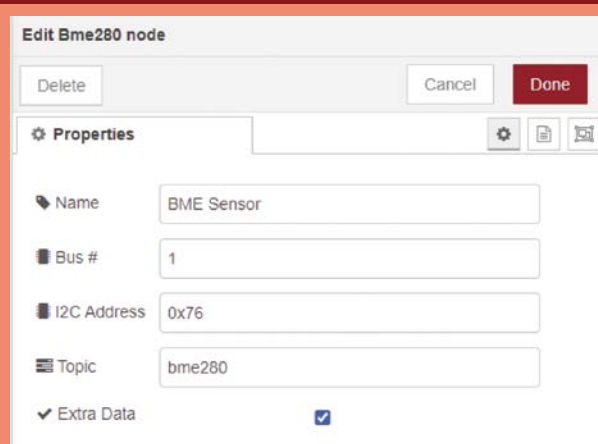 Edit Bme280 node
Delete
Cancel
Done
Properties
Name
BME Sensor
Bus #
1
I2C Address
0x76
Topic
bme280
Extra Data